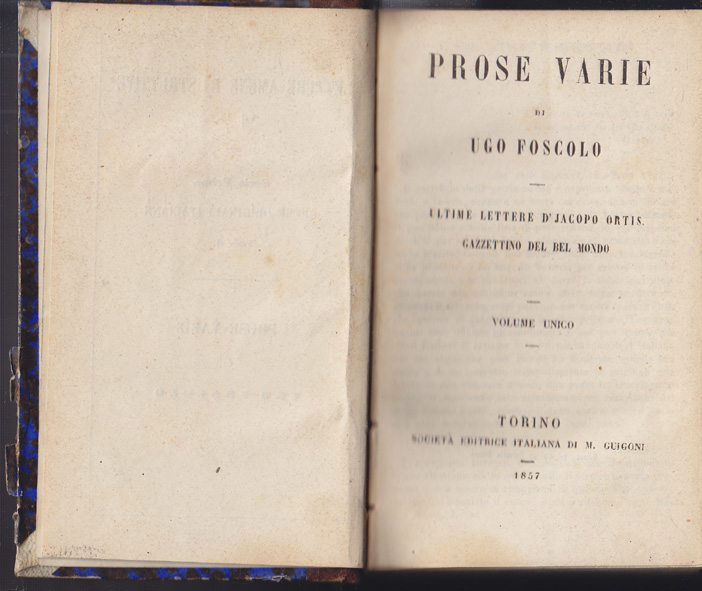 PROSE VARIE
DI
UGO FOSCOLO
ULTIME LETTERE D'JACOPO ORTIS.
GAZZETTINO DEL BEL MONDO
VOLUME UNICO
TORINO
SOCIETÀ EDITRICE ITALIANA DI M. GUIGONI
1857